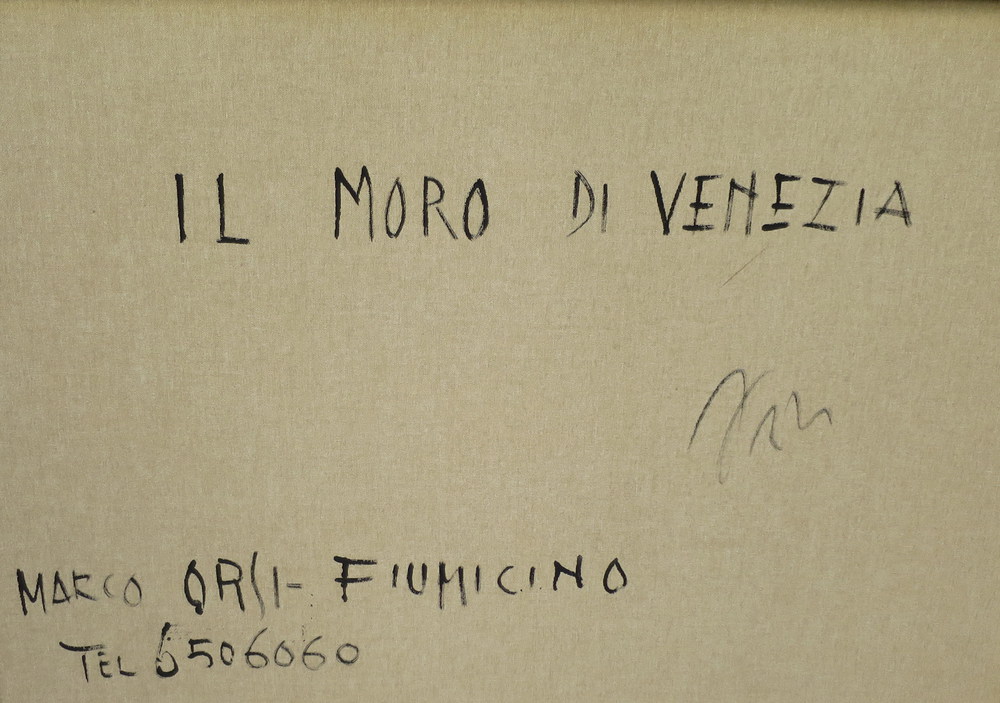 IL MORO DI VENEZIA
MARCO ORSI - FIUMICINO
TEL 6506060